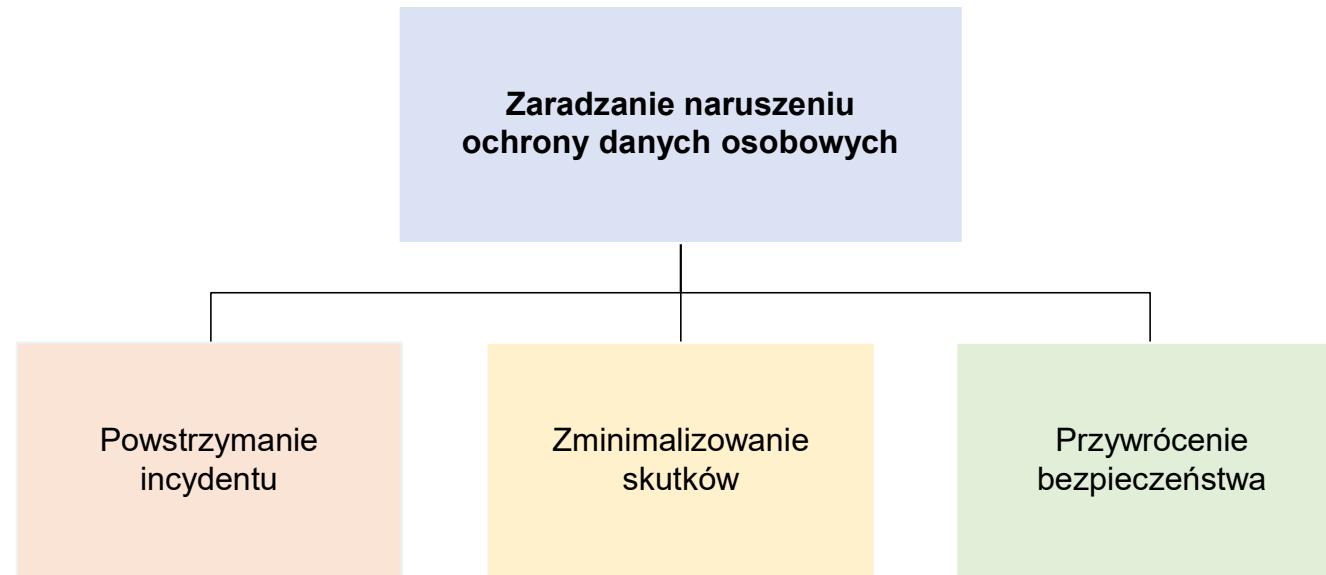 Zaradzanie naruszeniu
ochrony danych osobowych
Powstrzymanie
incydentu
Zminimalizowanie
skutków
Przywrócenie
bezpieczeństwa